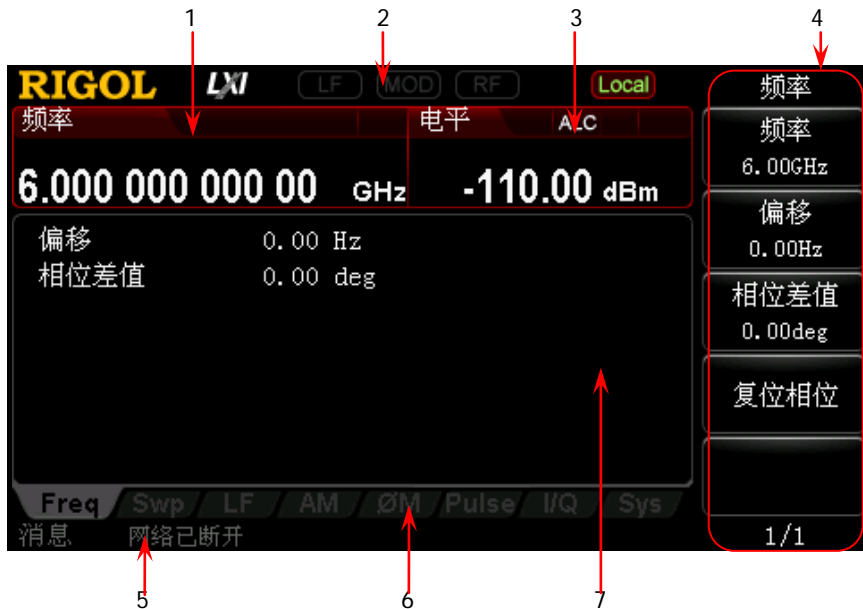 1 2 3 4
RIGOL LXI LF MOD RF Local
频率 电平 ALC
6.000 000 000 00 GHz -110.00 dBm
偏移 0.00 Hz
相位差值 0.00 deg
频率
频率
6.00GHz
偏移
0.00Hz
相位差值
0.00deg
复位相位
1/1
Freq Swp LF AM ØM Pulse I/Q Sys
消息 网络已断开
5 6 7